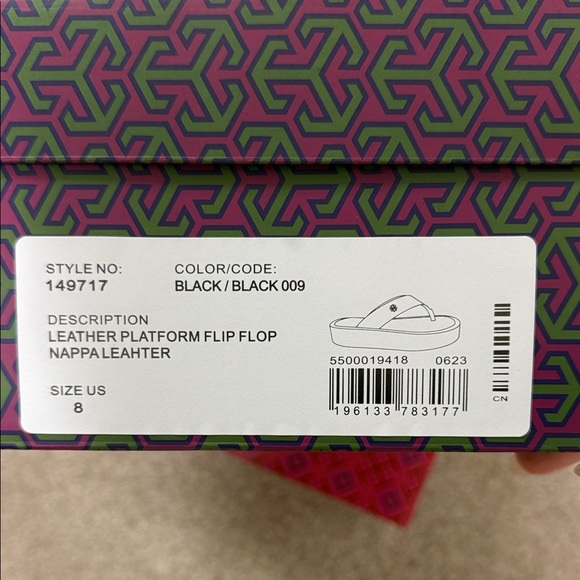 STYLE NO: COLOR/CODE:
149717 BLACK / BLACK 009
DESCRIPTION
LEATHER PLATFORM FLIP FLOP
NAPPA LEAHTER
SIZE US
8
5500019418 0623
196133 783177
CN